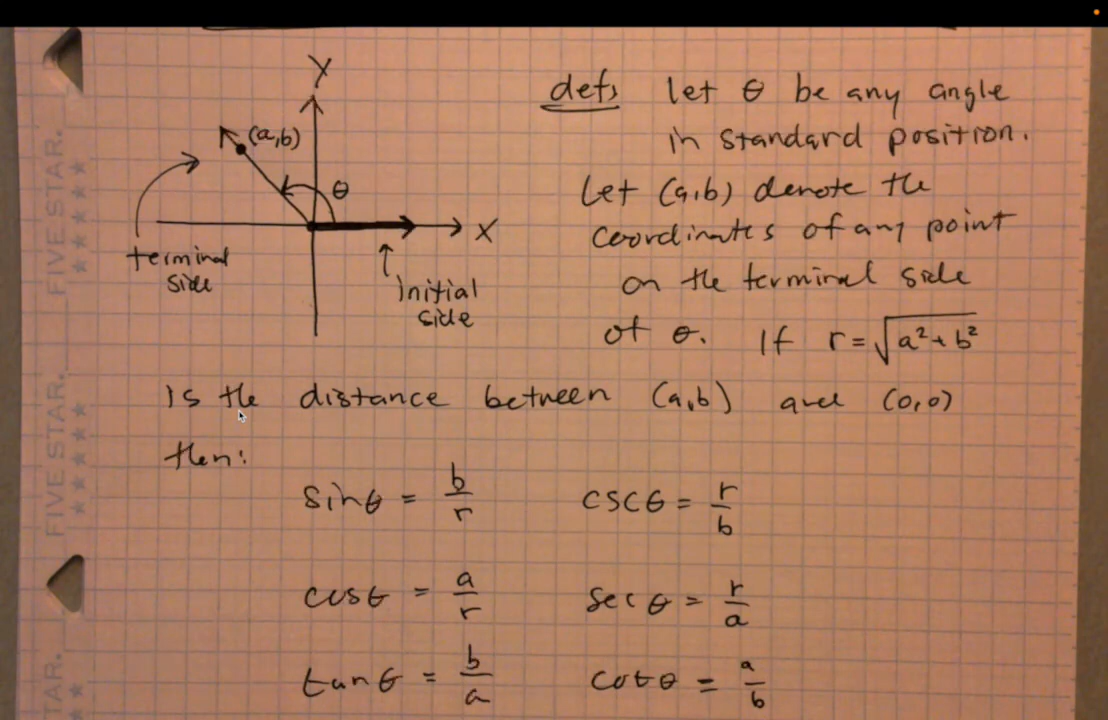 Y
(a,b)
θ
X
terminal
side
initial
side
def: let θ be any angle
in standard position.
Let (a,b) denote the
coordinates of any point
on the terminal side
of θ. If r = √a²+b²
is the distance between (a,b) and (0,0)
then:
sinθ = b/r cscθ = r/b
cosθ = a/r secθ = r/a
tanθ = b/a cotθ = a/b
FIVE STAR.
FIVE STAR.
STAR.